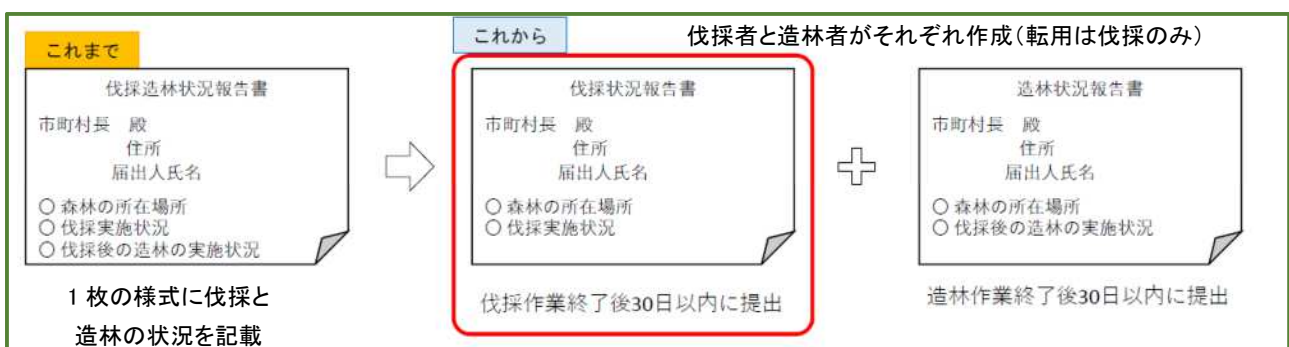 これまで
伐採造林状況報告書
市町村長　殿
住所
届出人氏名
○ 森林の所在場所
○ 伐採実施状況
○ 伐採後の造林の実施状況
1 枚の様式に伐採と
造林の状況を記載
これから
伐採者と造林者がそれぞれ作成（転用は伐採のみ）
伐採状況報告書
市町村長　殿
住所
届出人氏名
○ 森林の所在場所
○ 伐採実施状況
伐採作業終了後30日以内に提出
造林状況報告書
市町村長　殿
住所
届出人氏名
○ 森林の所在場所
○ 伐採後の造林の実施状況
造林作業終了後30日以内に提出